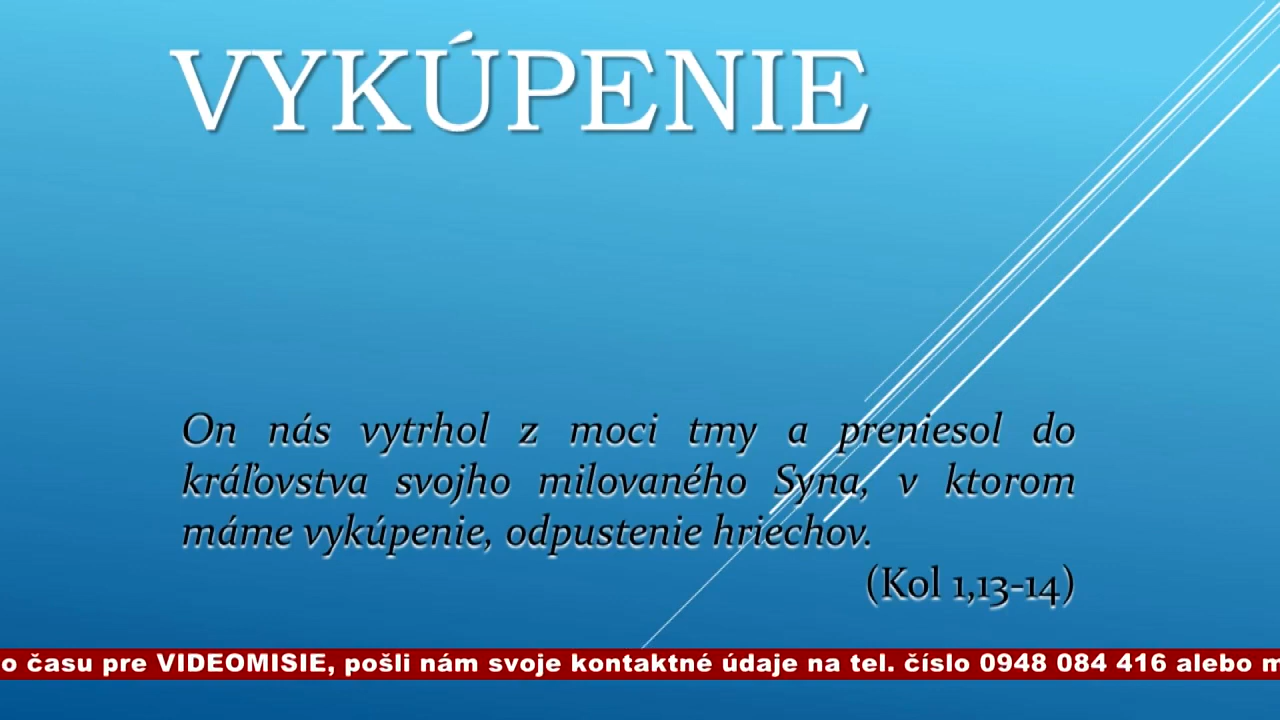 VYKÚPENIE
On nás vytrhol z moci tmy a preniesol do
kráľovstva svojho milovaného Syna, v ktorom
máme vykúpenie, odpustenie hriechov.
(Kol 1,13-14)
o času pre VIDEOMISIE, pošli nám svoje kontaktné údaje na tel. číslo 0948 084 416 alebo m